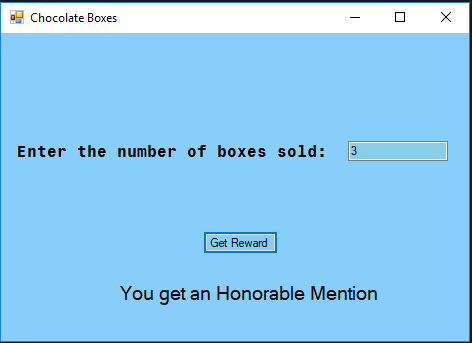 Chocolate Boxes
Enter the number of boxes sold: 3
Get Reward
You get an Honorable Mention